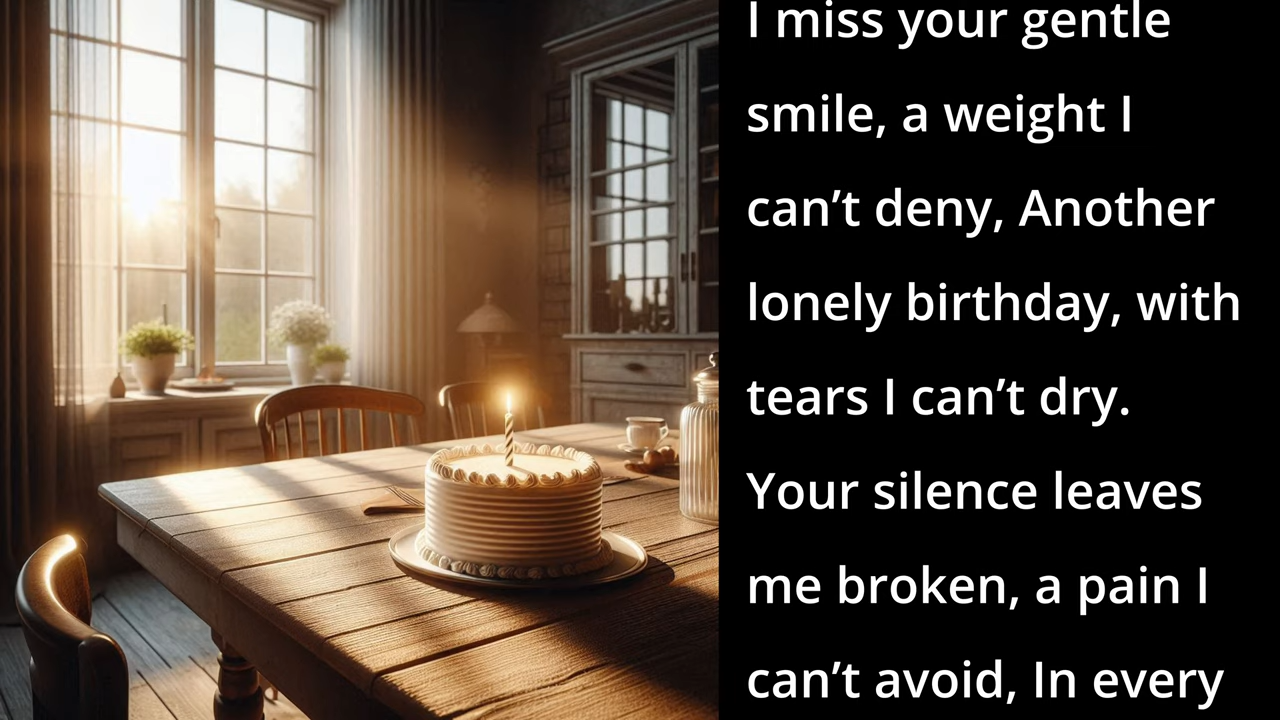 I miss your gentle
smile, a weight I
can’t deny, Another
lonely birthday, with
tears I can’t dry.
Your silence leaves
me broken, a pain I
can’t avoid, In every